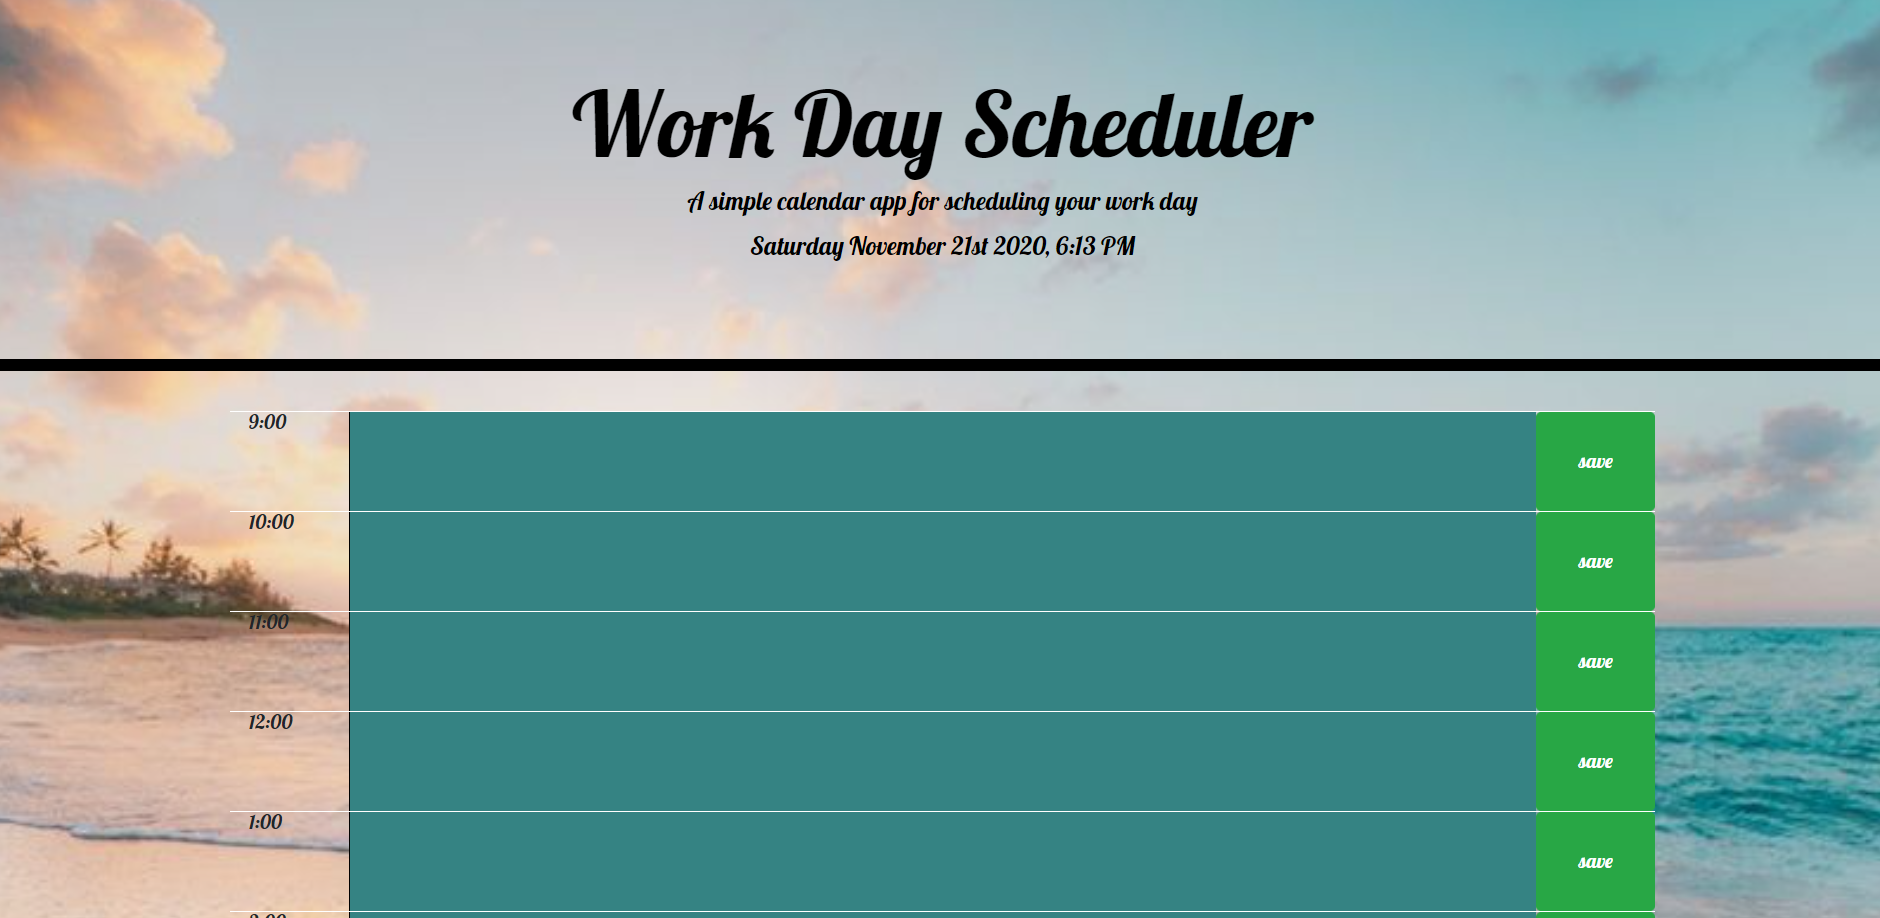 Work Day Scheduler
A simple calendar app for scheduling your work day
Saturday November 21st 2020, 6:13 PM
9:00
save
10:00
save
11:00
save
12:00
save
1:00
save